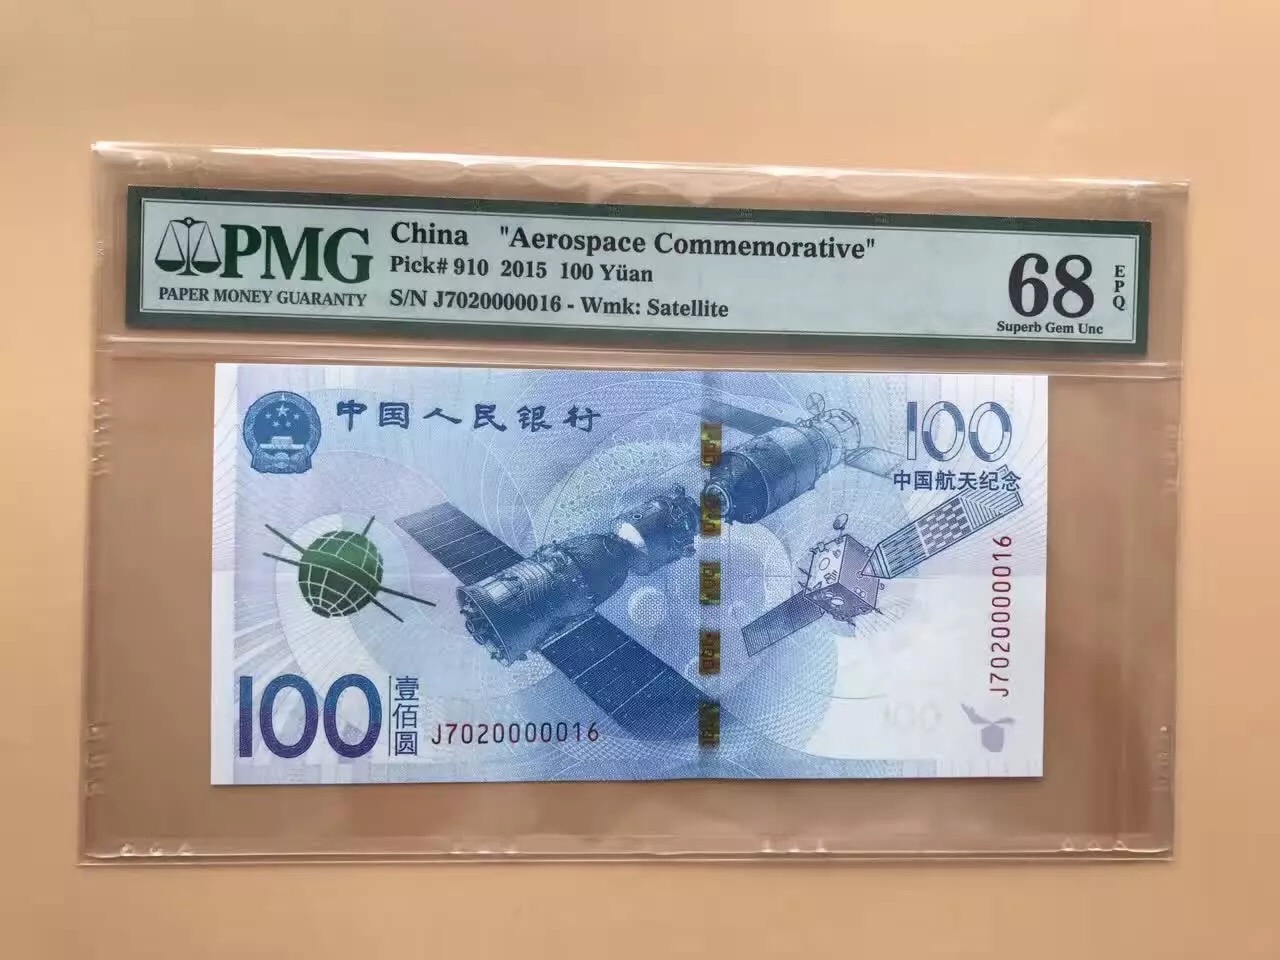 PMG
PAPER MONEY GUARANTY
China "Aerospace Commemorative"
Pick# 910 2015 100 Yüan
S/N J7020000016 - Wmk: Satellite
68
EPQ
Superb Gem Unc
中国人民银行
100
中国航天纪念
J7020000016
100
壹佰圆
J7020000016
100